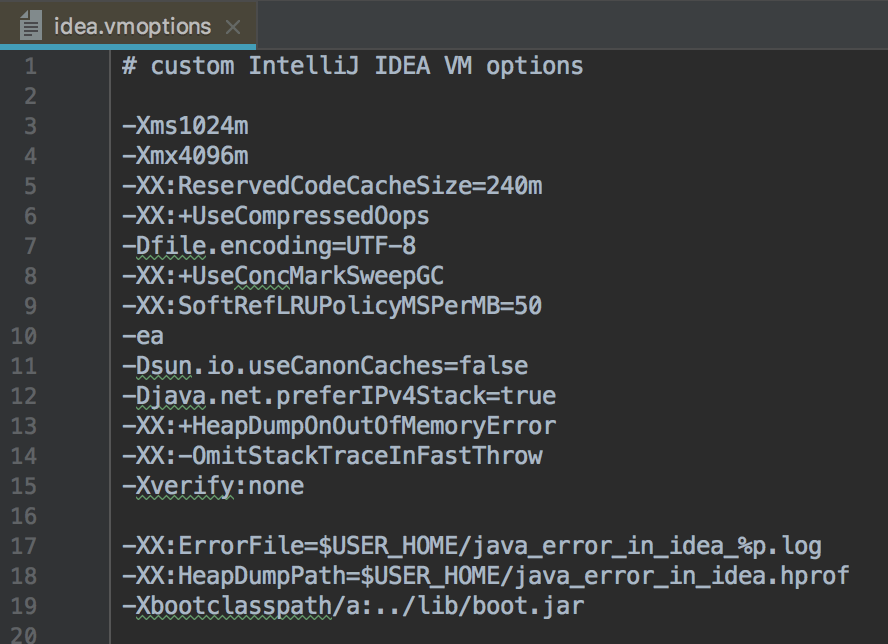 idea.vmoptions
1 # custom IntelliJ IDEA VM options
2
3 -Xms1024m
4 -Xmx4096m
5 -XX:ReservedCodeCacheSize=240m
6 -XX:+UseCompressedOops
7 -Dfile.encoding=UTF-8
8 -XX:+UseConcMarkSweepGC
9 -XX:SoftRefLRUPolicyMSPerMB=50
10 -ea
11 -Dsun.io.useCanonCaches=false
12 -Djava.net.preferIPv4Stack=true
13 -XX:+HeapDumpOnOutOfMemoryError
14 -XX:-OmitStackTraceInFastThrow
15 -Xverify:none
16
17 -XX:ErrorFile=$USER_HOME/java_error_in_idea_%p.log
18 -XX:HeapDumpPath=$USER_HOME/java_error_in_idea.hprof
19 -Xbootclasspath/a:../lib/boot.jar
20